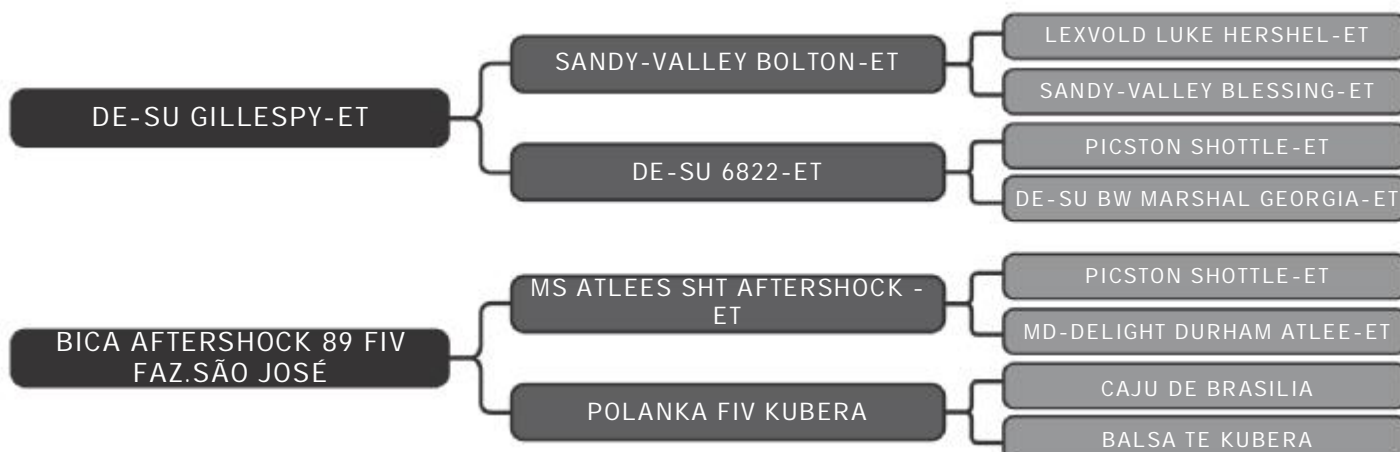 LEXVOLD LUKE HERSHEL-ET
SANDY-VALLEY BOLTON-ET
SANDY-VALLEY BLESSING-ET
DE-SU GILLESPY-ET
PICSTON SHOTTLE-ET
DE-SU 6822-ET
DE-SU BW MARSHAL GEORGIA-ET
PICSTON SHOTTLE-ET
MS ATLEES SHT AFTERSHOCK -
ET
MD-DELIGHT DURHAM ATLEE-ET
BICA AFTERSHOCK 89 FIV
FAZ.SÃO JOSÉ
CAJU DE BRASILIA
POLANKA FIV KUBERA
BALSA TE KUBERA